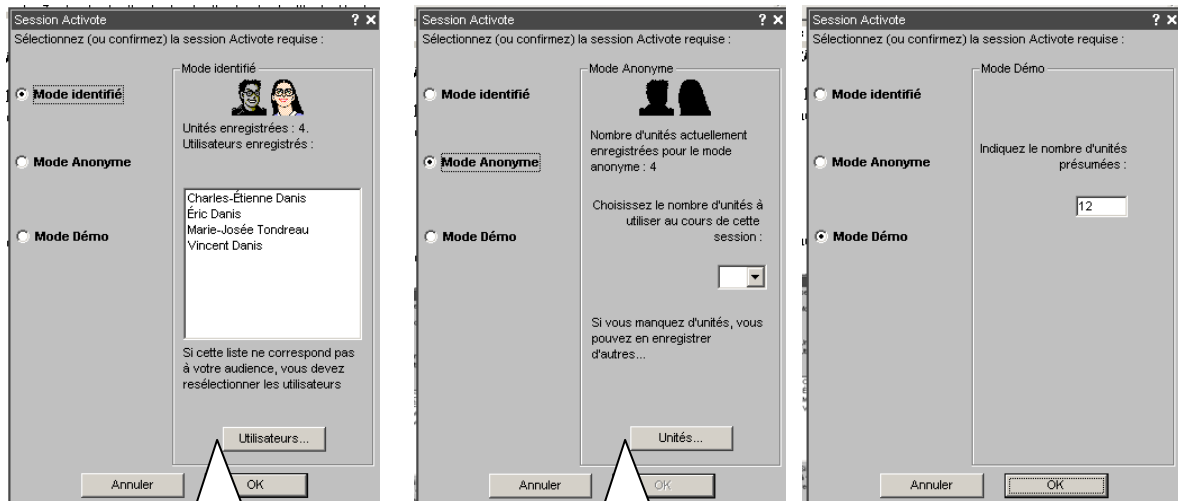 Session Activote
? ×
Sélectionnez (ou confirmez) la session Activote requise :
Mode identifié
Mode Anonyme
Mode Démo
Mode identifié
Unités enregistrées : 4.
Utilisateurs enregistrés :
Charles-Étienne Danis
Éric Danis
Marie-Josée Tondreau
Vincent Danis
Si cette liste ne correspond pas
à votre audience, vous devez
resélectionner les utilisateurs
Utilisateurs...
Annuler
OK
Session Activote
? ×
Sélectionnez (ou confirmez) la session Activote requise :
Mode identifié
Mode Anonyme
Mode Démo
Mode Anonyme
Nombre d'unités actuellement
enregistrées pour le mode
anonyme : 4
Choisissez le nombre d'unités à
utiliser au cours de cette
session :
Si vous manquez d'unités, vous
pouvez en enregistrer
d'autres...
Unités...
Annuler
OK
Session Activote
? ×
Sélectionnez (ou confirmez) la session Activote requise :
Mode identifié
Mode Anonyme
Mode Démo
Mode Démo
Indiquez le nombre d'unités
présumées :
12
Annuler
OK